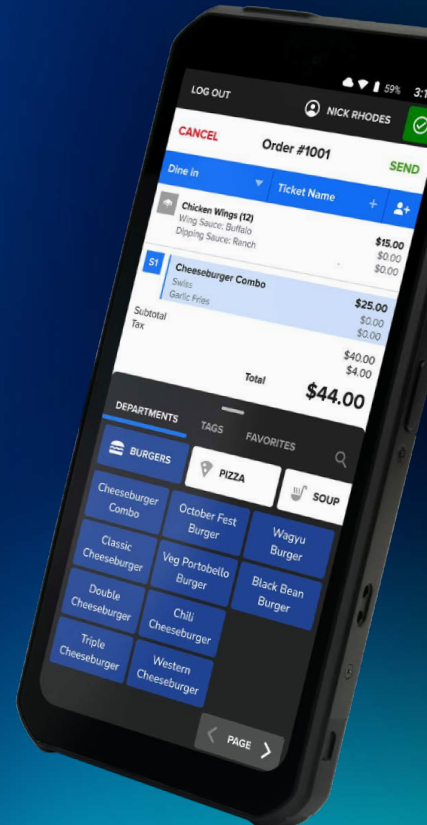 59% 3:1
LOG OUT NICK RHODES
CANCEL Order #1001 SEND
Dine in Ticket Name +
Chicken Wings (12) $15.00
Wing Sauce: Buffalo $0.00
Dipping Sauce: Ranch $0.00
S1 Cheeseburger Combo $25.00
Swiss $0.00
Garlic Fries $0.00
Subtotal $40.00
Tax $4.00
Total $44.00
DEPARTMENTS TAGS FAVORITES
BURGERS PIZZA SOUP
Cheeseburger
Combo
October Fest
Burger
Wagyu
Burger
Classic
Cheeseburger
Veg Portobello
Burger
Black Bean
Burger
Double
Cheeseburger
Chili
Cheeseburger
Triple
Cheeseburger
Western
Cheeseburger
PAGE